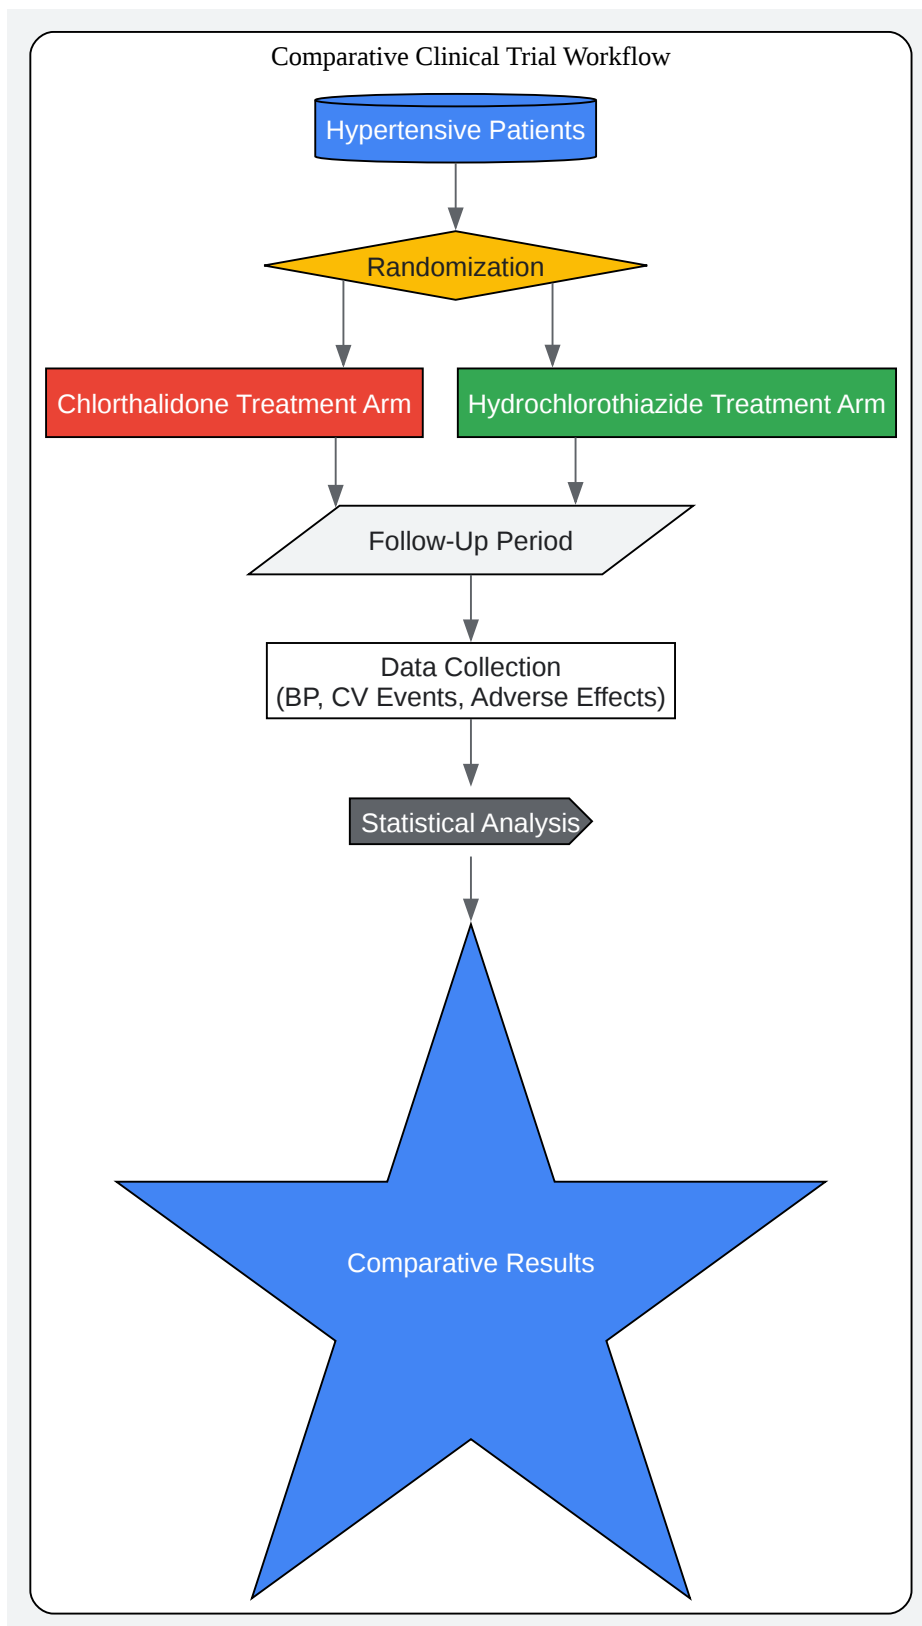 Comparative Clinical Trial Workflow
Hypertensive Patients
Randomization
Chlorthalidone Treatment Arm
Hydrochlorothiazide Treatment Arm
Follow-Up Period
Data Collection
(BP, CV Events, Adverse Effects)
Statistical Analysis
Comparative Results